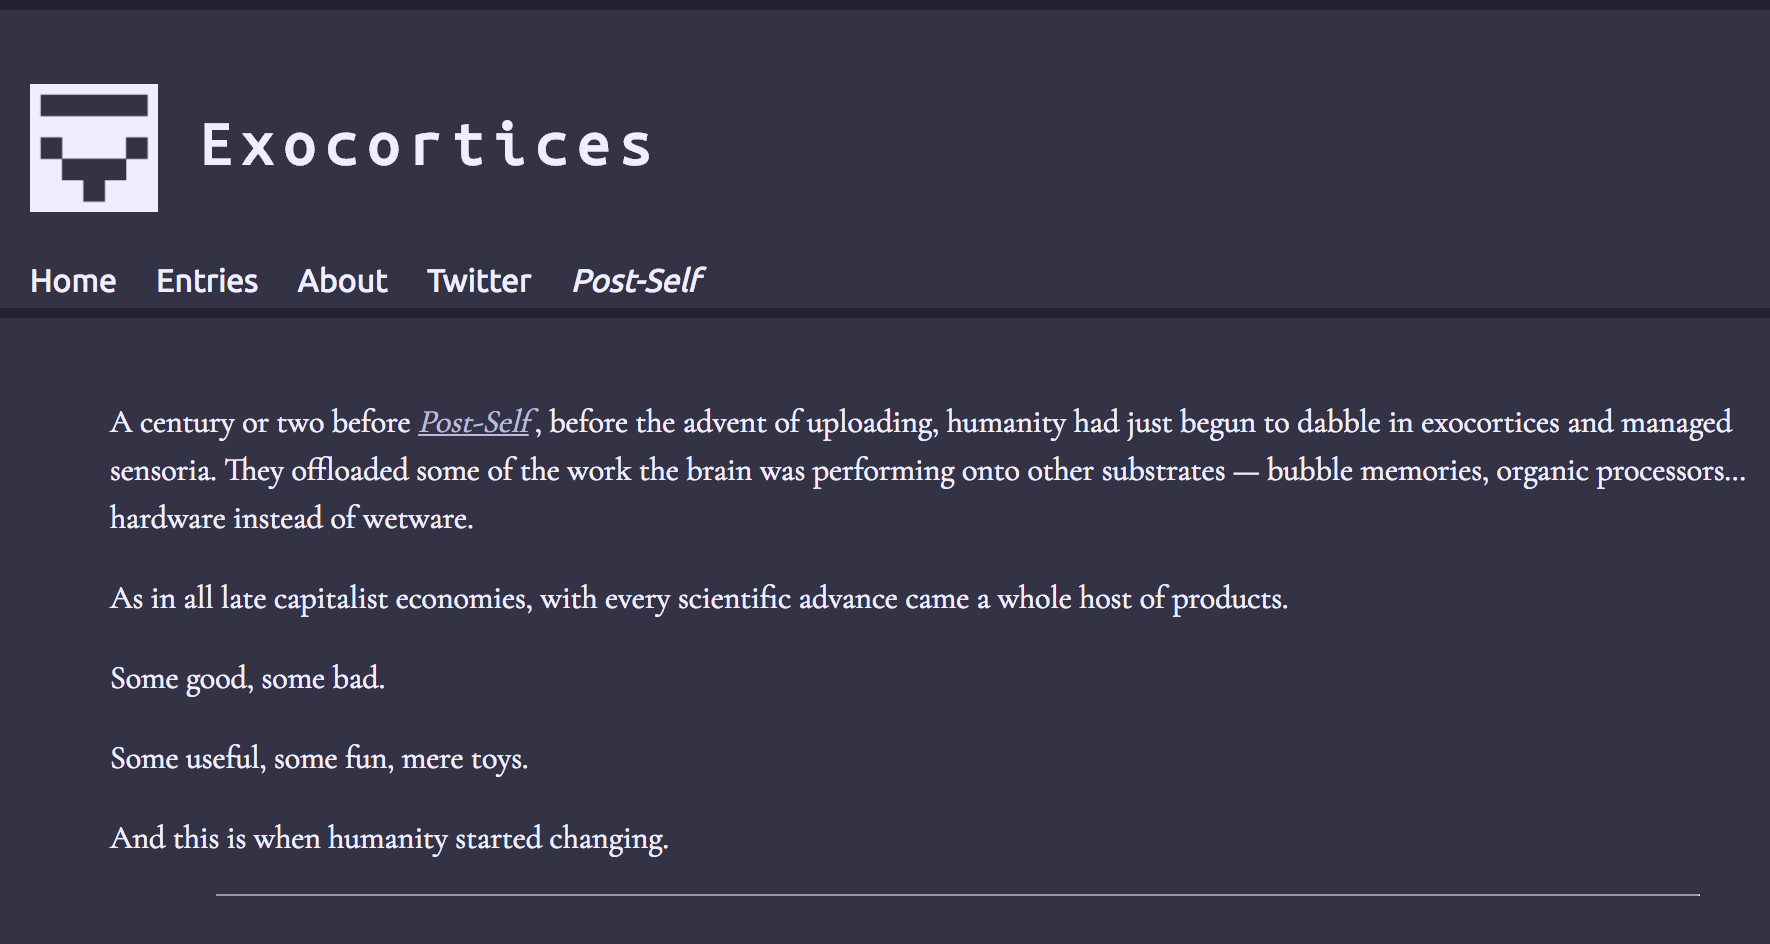 Exocortices
Home Entries About Twitter Post-Self
A century or two before Post-Self, before the advent of uploading, humanity had just begun to dabble in exocortices and managed
sensoria. They offloaded some of the work the brain was performing onto other substrates — bubble memories, organic processors...
hardware instead of wetware.
As in all late capitalist economies, with every scientific advance came a whole host of products.
Some good, some bad.
Some useful, some fun, mere toys.
And this is when humanity started changing.